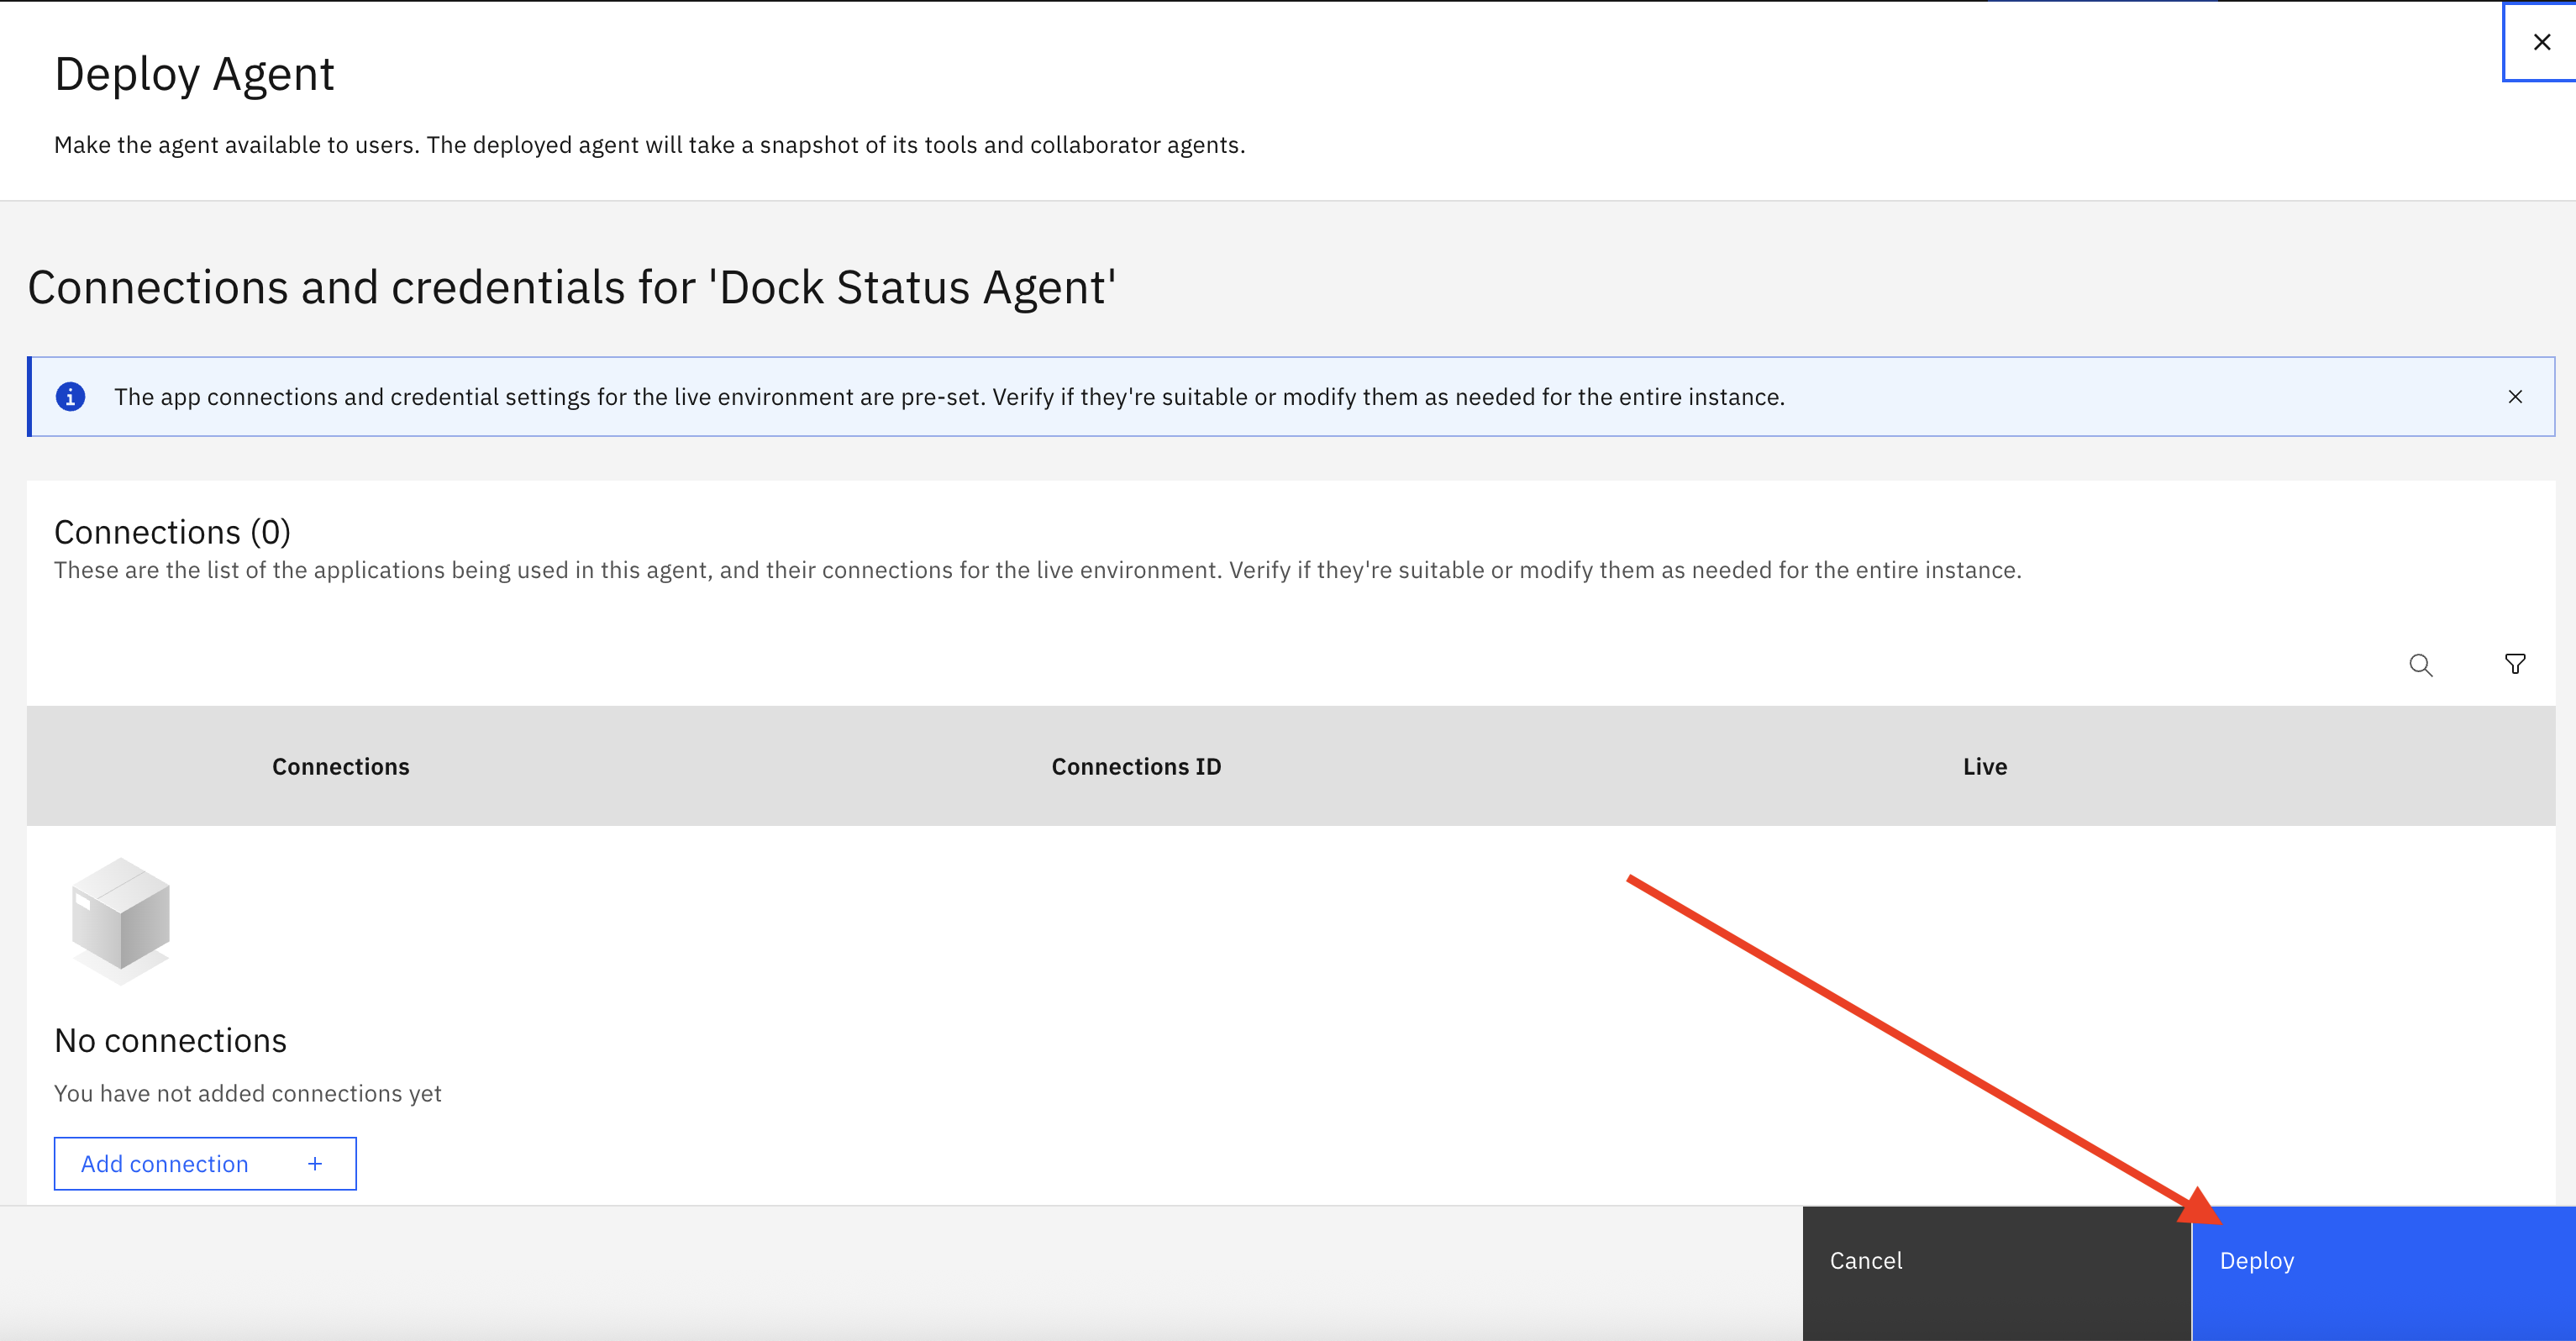 Deploy Agent
Make the agent available to users. The deployed agent will take a snapshot of its tools and collaborator agents.
Connections and credentials for 'Dock Status Agent'
The app connections and credential settings for the live environment are pre-set. Verify if they're suitable or modify them as needed for the entire instance.
Connections (0)
These are the list of the applications being used in this agent, and their connections for the live environment. Verify if they're suitable or modify them as needed for the entire instance.
Connections Connections ID Live
No connections
You have not added connections yet
Add connection +
Cancel Deploy